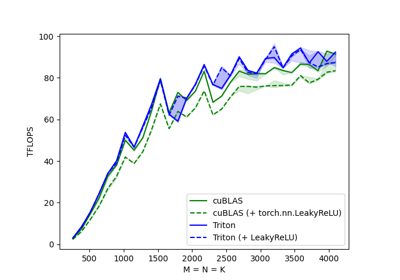 100
80
60
40
20
0
TFLOPS
cuBLAS
cuBLAS (+ torch.nn.LeakyReLU)
Triton
Triton (+ LeakyReLU)
500 1000 1500 2000 2500 3000 3500 4000
M = N = K